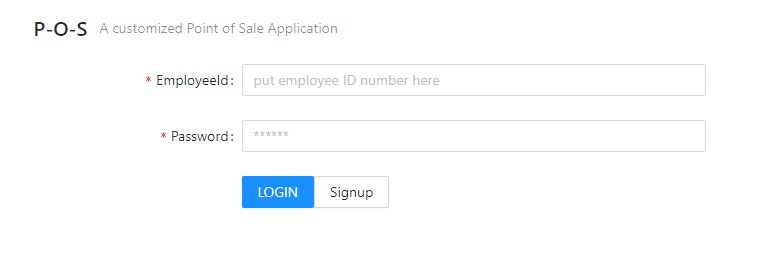 P-O-S A customized Point of Sale Application
* EmployeeId: put employee ID number here
* Password: ******
LOGIN Signup